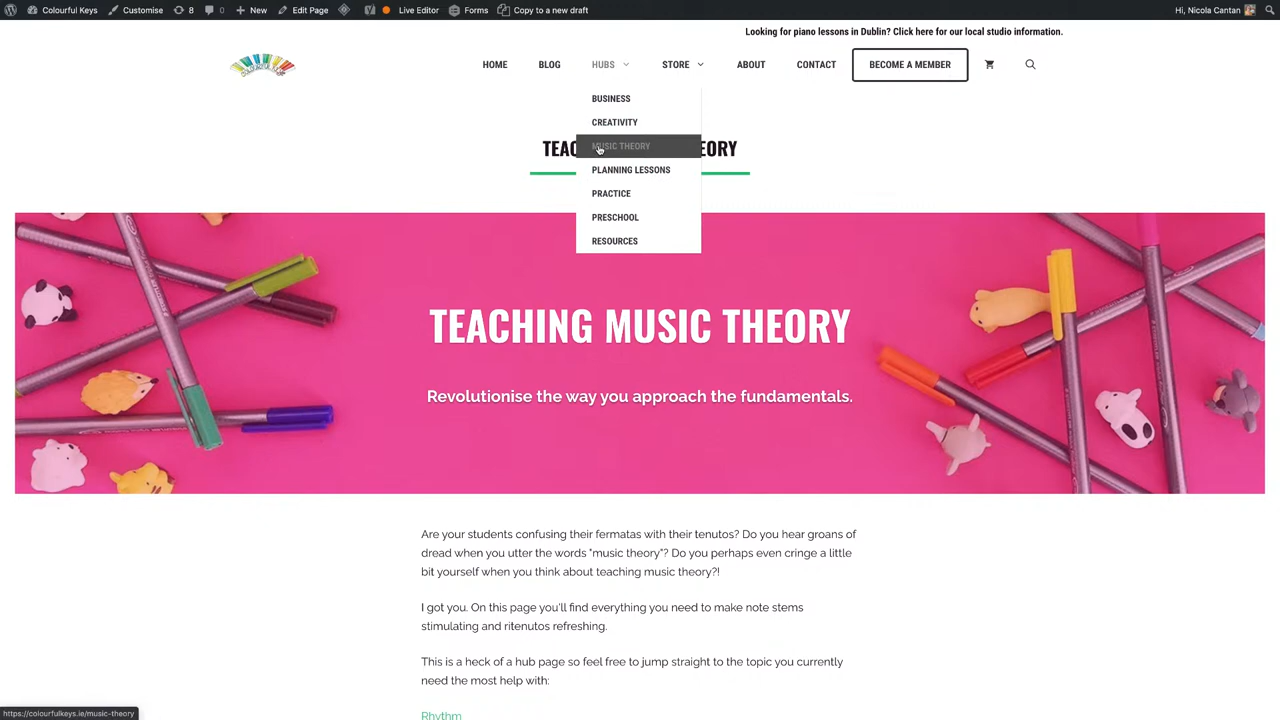 Colourful Keys Customise 8 0 New Edit Page Live Editor Forms Copy to a new draft Hi, Nicola Cantan
Looking for piano lessons in Dublin? Click here for our local studio information.
HOME BLOG HUBS STORE ABOUT CONTACT BECOME A MEMBER
BUSINESS
CREATIVITY
MUSIC THEORY
PLANNING LESSONS
PRACTICE
PRESCHOOL
RESOURCES
TEAC EORY
TEACHING MUSIC THEORY
Revolutionise the way you approach the fundamentals.
Are your students confusing their fermatas with their tenutos? Do you hear groans of
dread when you utter the words "music theory"? Do you perhaps even cringe a little
bit yourself when you think about teaching music theory?!
I got you. On this page you'll find everything you need to make note stems
stimulating and ritenutos refreshing.
This is a heck of a hub page so feel free to jump straight to the topic you currently
need the most help with:
Rhythm
https://colourfulkeys.ie/music-theory